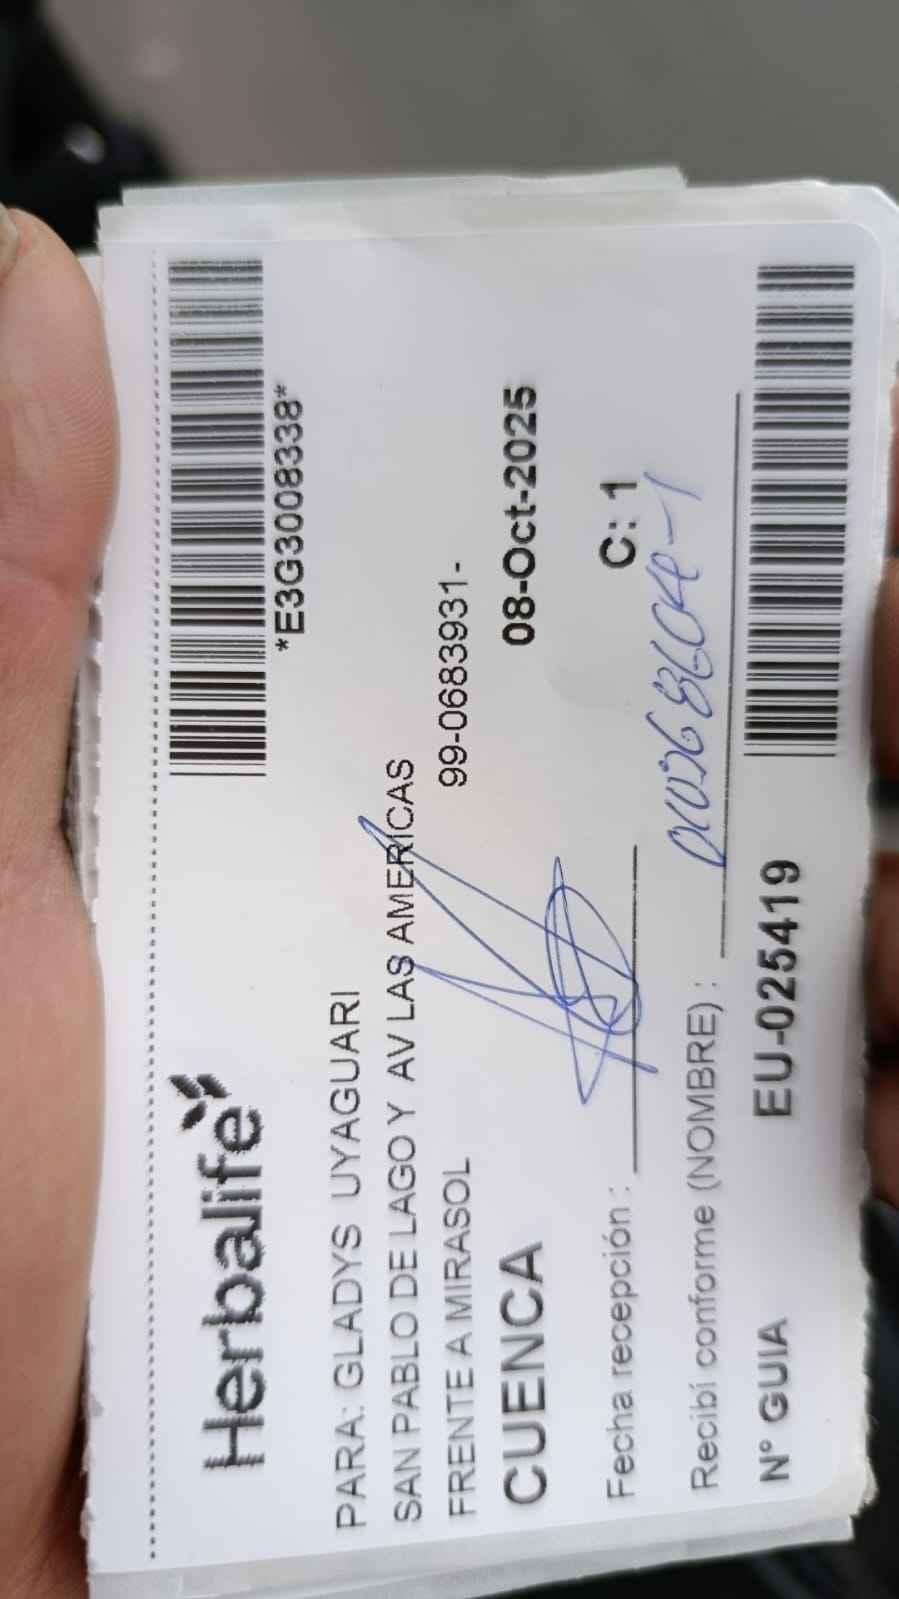 Herbalife
*E3G3008338*
PARA: GLADYS UYAGUARI
SAN PABLO DE LAGO Y AV LAS AMERICAS
FRENTE A MIRASOL
99-0683931-
CUENCA
08-Oct-2025
Fecha recepción :
C: 1
Recibí conforme (NOMBRE) :
N° GUIA
EU-025419